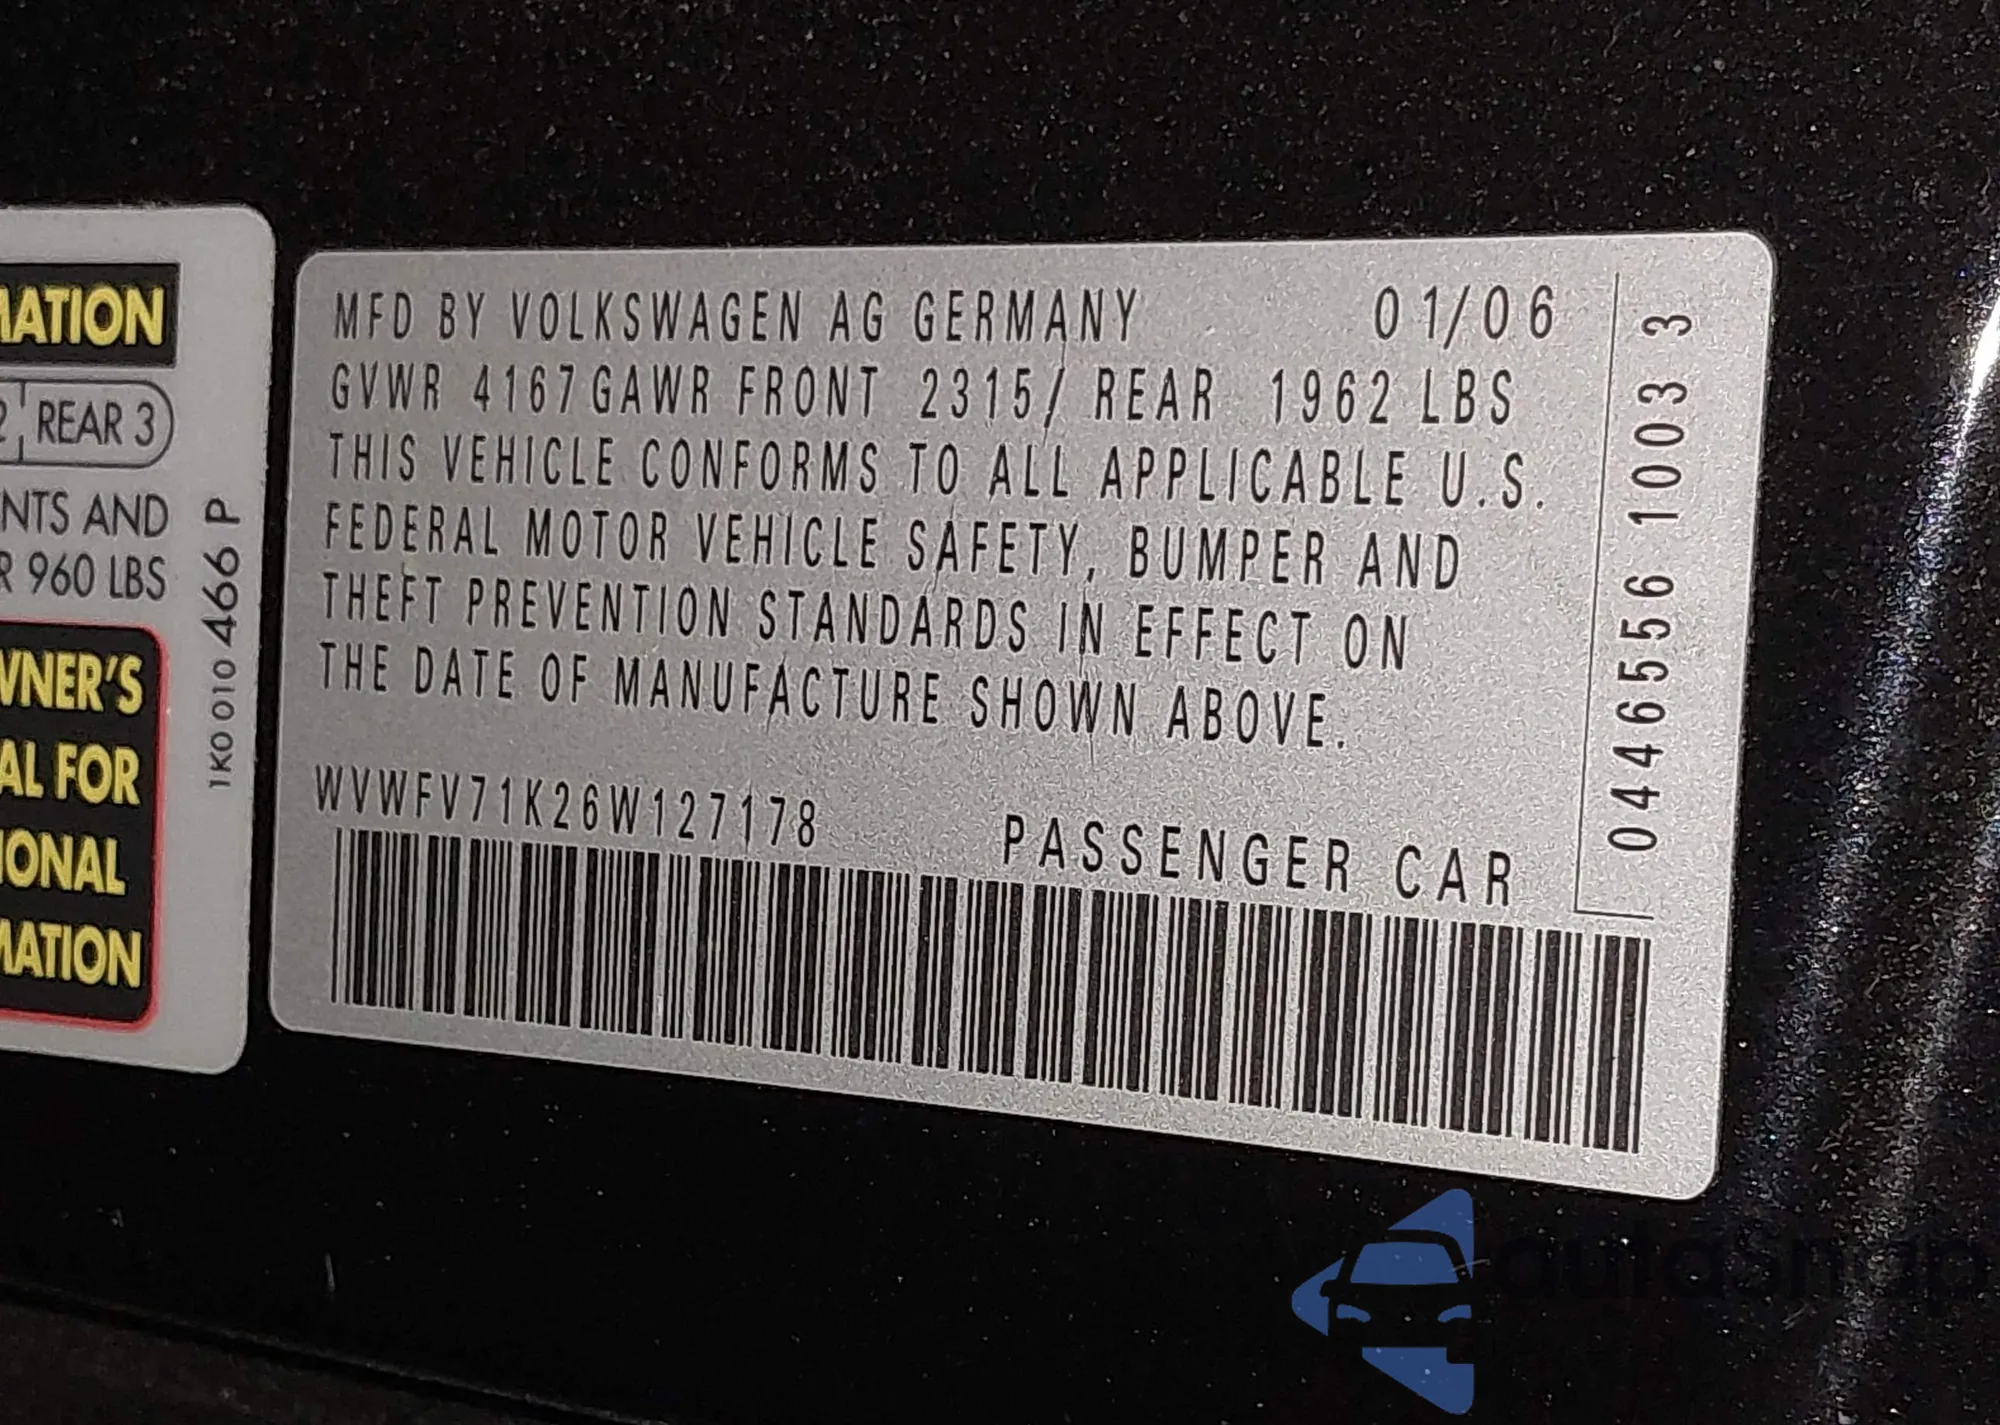 MATION
2 REAR 3
NTS AND
R 960 LBS
WNER'S
AL FOR
IONAL
MATION
1K0 010 466 P
MFD BY VOLKSWAGEN AG GERMANY 01/06
GVWR 4167 GAWR FRONT 2315/ REAR 1962 LBS
THIS VEHICLE CONFORMS TO ALL APPLICABLE U.S.
FEDERAL MOTOR VEHICLE SAFETY, BUMPER AND
THEFT PREVENTION STANDARDS IN EFFECT ON
THE DATE OF MANUFACTURE SHOWN ABOVE.
WVWFV71K26W127178 PASSENGER CAR
0446556 1003 3
autosnap